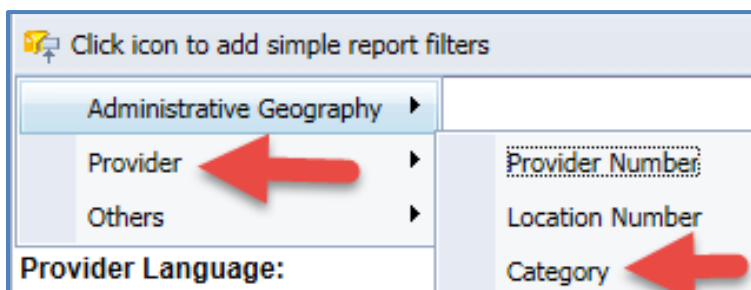 Click icon to add simple report filters
Administrative Geography
Provider
Provider Number
Others
Location Number
Provider Language:
Category